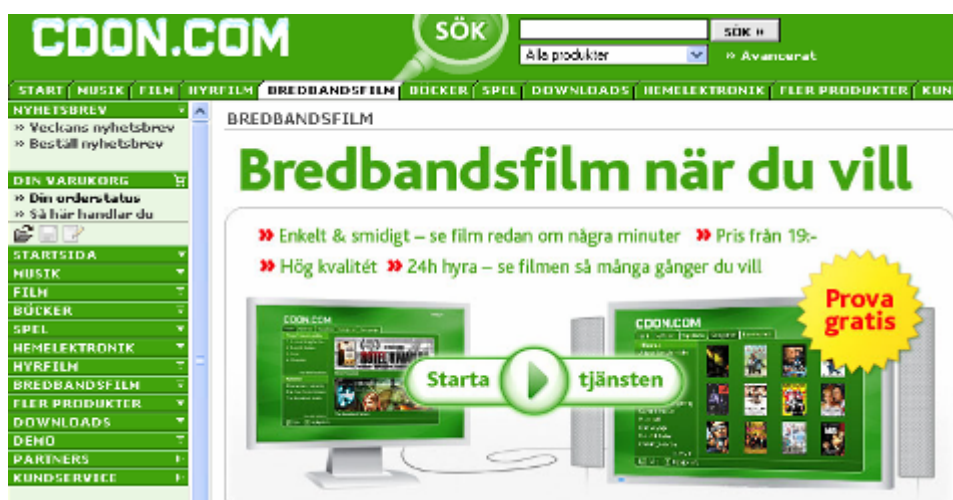 CDON.COM
SÖK
SÖK »
Alla produkter
» Avancerat
START MUSIK FILM HYRFILM BREDBANDSFILM BÖCKER SPEL DOWNLOADS HEMELEKTRONIK FLER PRODUKTER KUN
NYHETSBREV
» Veckans nyhetsbrev
» Beställ nyhetsbrev
DIN VARUKORG
» Din orderstatus
» Så här handlar du
STARTSIDA
MUSIK
FILM
BÖCKER
SPEL
HEMELEKTRONIK
HYRFILM
BREDBANDSFILM
FLER PRODUKTER
DOWNLOADS
DEMO
PARTNERS
KUNDSERVICE
BREDBANDSFILM
Bredbandsfilm när du vill
» Enkelt & smidigt – se film redan om några minuter » Pris från 19:-
» Hög kvalitét » 24h hyra – se filmen så många gånger du vill
Prova
gratis
CDON.COM
CDON.COM
Starta tjänsten